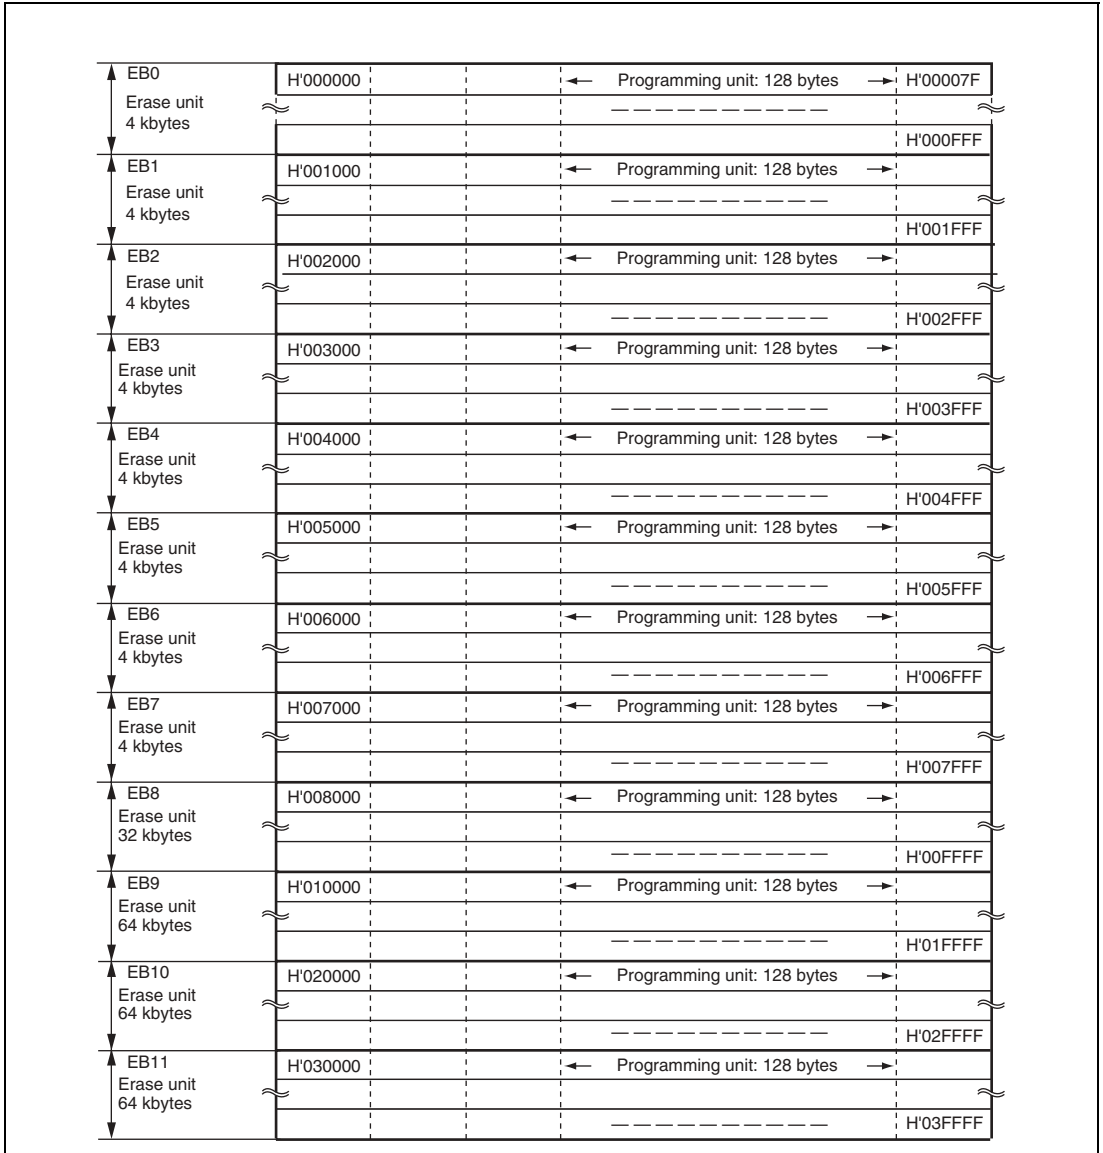 EB0
Erase unit
4 kbytes
H'000000 ← Programming unit: 128 bytes → H'00007F
H'000FFF
EB1
Erase unit
4 kbytes
H'001000 ← Programming unit: 128 bytes →
H'001FFF
EB2
Erase unit
4 kbytes
H'002000 ← Programming unit: 128 bytes →
H'002FFF
EB3
Erase unit
4 kbytes
H'003000 ← Programming unit: 128 bytes →
H'003FFF
EB4
Erase unit
4 kbytes
H'004000 ← Programming unit: 128 bytes →
H'004FFF
EB5
Erase unit
4 kbytes
H'005000 ← Programming unit: 128 bytes →
H'005FFF
EB6
Erase unit
4 kbytes
H'006000 ← Programming unit: 128 bytes →
H'006FFF
EB7
Erase unit
4 kbytes
H'007000 ← Programming unit: 128 bytes →
H'007FFF
EB8
Erase unit
32 kbytes
H'008000 ← Programming unit: 128 bytes →
H'00FFFF
EB9
Erase unit
64 kbytes
H'010000 ← Programming unit: 128 bytes →
H'01FFFF
EB10
Erase unit
64 kbytes
H'020000 ← Programming unit: 128 bytes →
H'02FFFF
EB11
Erase unit
64 kbytes
H'030000 ← Programming unit: 128 bytes →
H'03FFFF